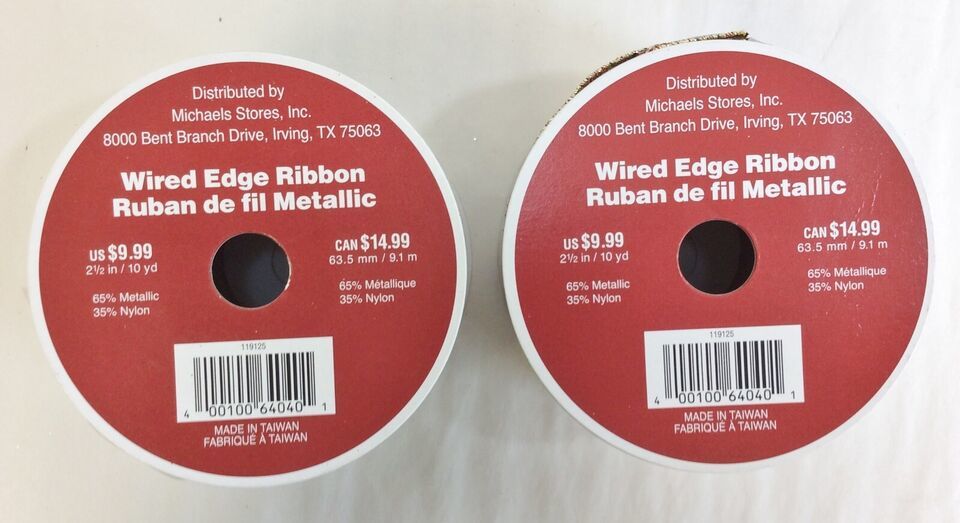 Distributed by
Michaels Stores, Inc.
8000 Bent Branch Drive, Irving, TX 75063
Wired Edge Ribbon
Ruban de fil Metallic
US $9.99
2½ in / 10 yd
65% Metallic
35% Nylon
CAN $14.99
63.5 mm / 9.1 m
65% Métallique
35% Nylon
119125
4 00100 64040 1
MADE IN TAIWAN
FABRIQUÉ À TAIWAN
Distributed by
Michaels Stores, Inc.
8000 Bent Branch Drive, Irving, TX 75063
Wired Edge Ribbon
Ruban de fil Metallic
US $9.99
2½ in / 10 yd
65% Metallic
35% Nylon
CAN $14.99
63.5 mm / 9.1 m
65% Métallique
35% Nylon
119125
4 00100 64040 1
MADE IN TAIWAN
FABRIQUÉ À TAIWAN